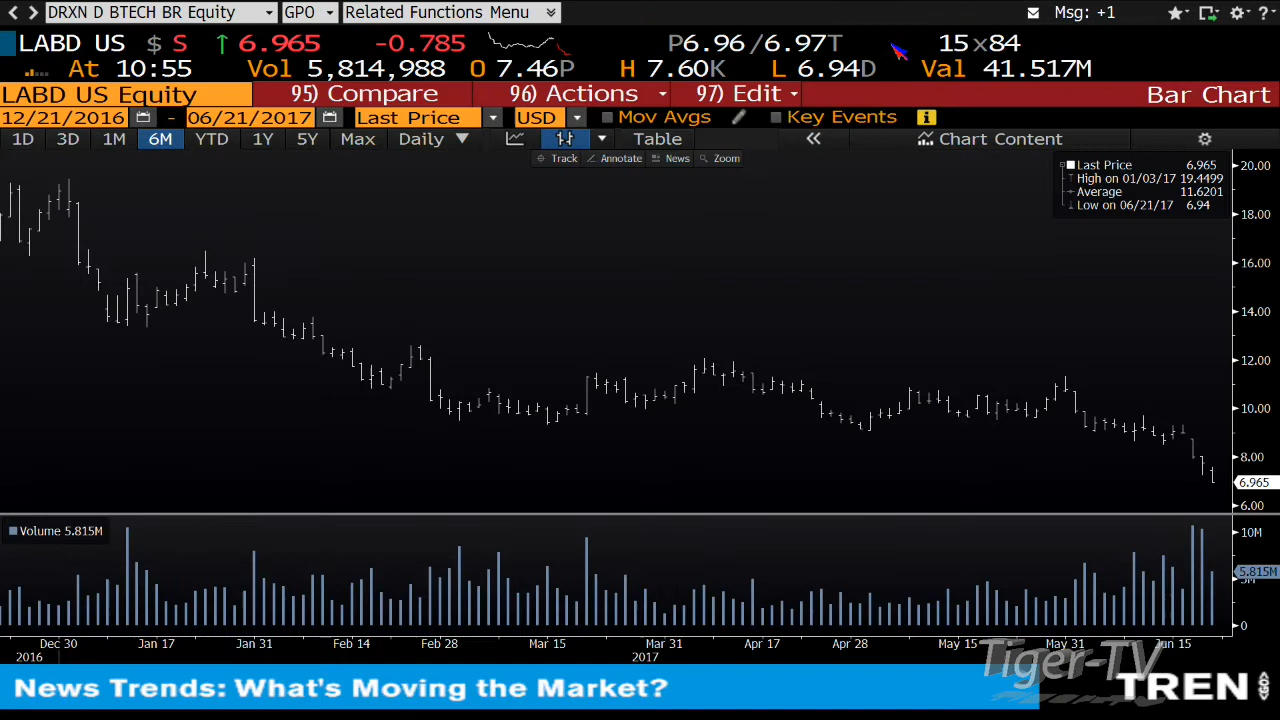 DRXN D BTECH BR Equity GPO Related Functions Menu Msg: +1 ?
LABD US $ S ↑ 6.965 -0.785 P6.96/6.97T 15x84
At 10:55 Vol 5,814,988 O 7.46P H 7.60K L 6.94D Val 41.517M
LABD US Equity 95) Compare 96) Actions 97) Edit Bar Chart
12/21/2016 - 06/21/2017 Last Price USD Mov Avgs Key Events i
1D 3D 1M 6M YTD 1Y 5Y Max Daily ▼ Table « Chart Content
Track Annotate News Zoom
Last Price 6.965
High on 01/03/17 19.4499
Average 11.6201
Low on 06/21/17 6.94
20.00
18.00
16.00
14.00
12.00
10.00
8.00
6.965
6.00
Volume 5.815M
10M
5.815M
5M
0
Dec 30 Jan 17 Jan 31 Feb 14 Feb 28 Mar 15 Mar 31 Apr 17 Apr 28 May 15 May 31 Jun 15
2016 2017
Tiger-TV
News Trends: What's Moving the Market? TREN